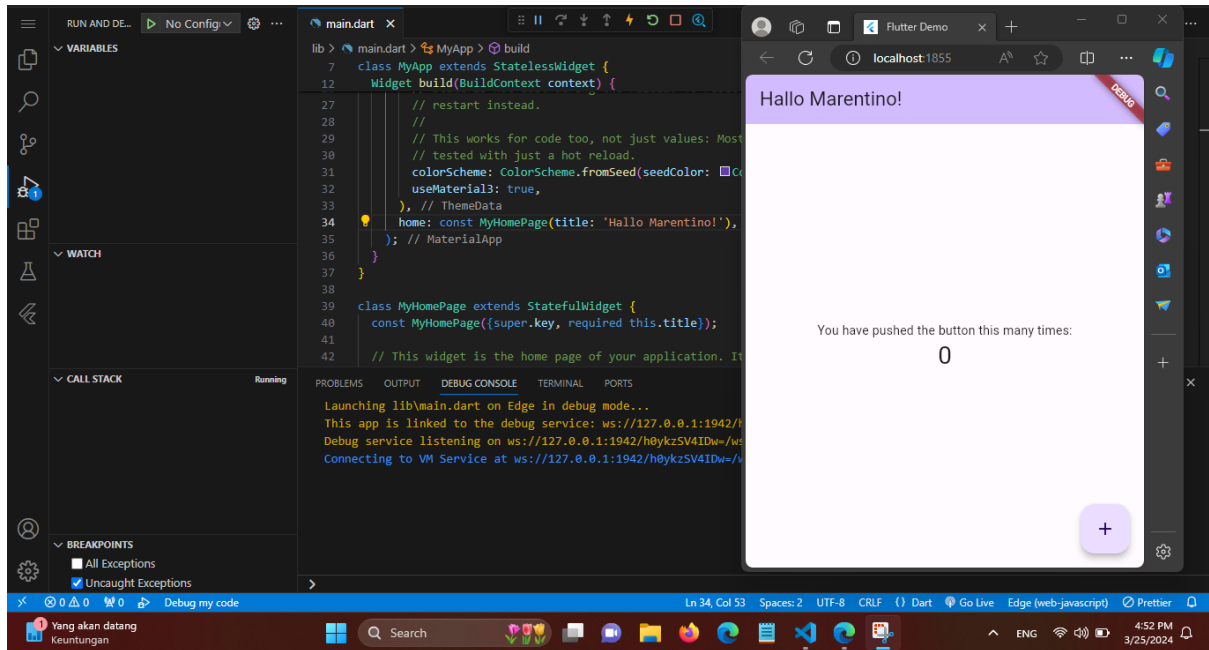 RUN AND DE...
No Config
VARIABLES
WATCH
CALL STACK
Running
BREAKPOINTS
All Exceptions
Uncaught Exceptions
main.dart
lib > main.dart > MyApp > build
7 class MyApp extends StatelessWidget {
12 Widget build(BuildContext context) {
27 // restart instead.
28 //
29 // This works for code too, not just values: Most
30 // tested with just a hot reload.
31 colorScheme: ColorScheme.fromSeed(seedColor: Co
32 useMaterial3: true,
33 ), // ThemeData
34 home: const MyHomePage(title: 'Hallo Marentino!'),
35 ); // MaterialApp
36 }
37 }
38
39 class MyHomePage extends StatefulWidget {
40 const MyHomePage({super.key, required this.title});
41
42 // This widget is the home page of your application. It
PROBLEMS OUTPUT DEBUG CONSOLE TERMINAL PORTS
Launching lib\main.dart on Edge in debug mode...
This app is linked to the debug service: ws://127.0.0.1:1942/h
Debug service listening on ws://127.0.0.1:1942/h0ykzSV4IDw=/ws
Connecting to VM Service at ws://127.0.0.1:1942/h0ykzSV4IDw=/w
Flutter Demo
localhost:1855
Hallo Marentino!
DEBUG
You have pushed the button this many times:
0
+
0 0 0 Debug my code
Ln 34, Col 53 Spaces: 2 UTF-8 CRLF {} Dart Go Live Edge (web-javascript) Prettier
1
Yang akan datang
Keuntungan
Search
ENG
4:52 PM
3/25/2024